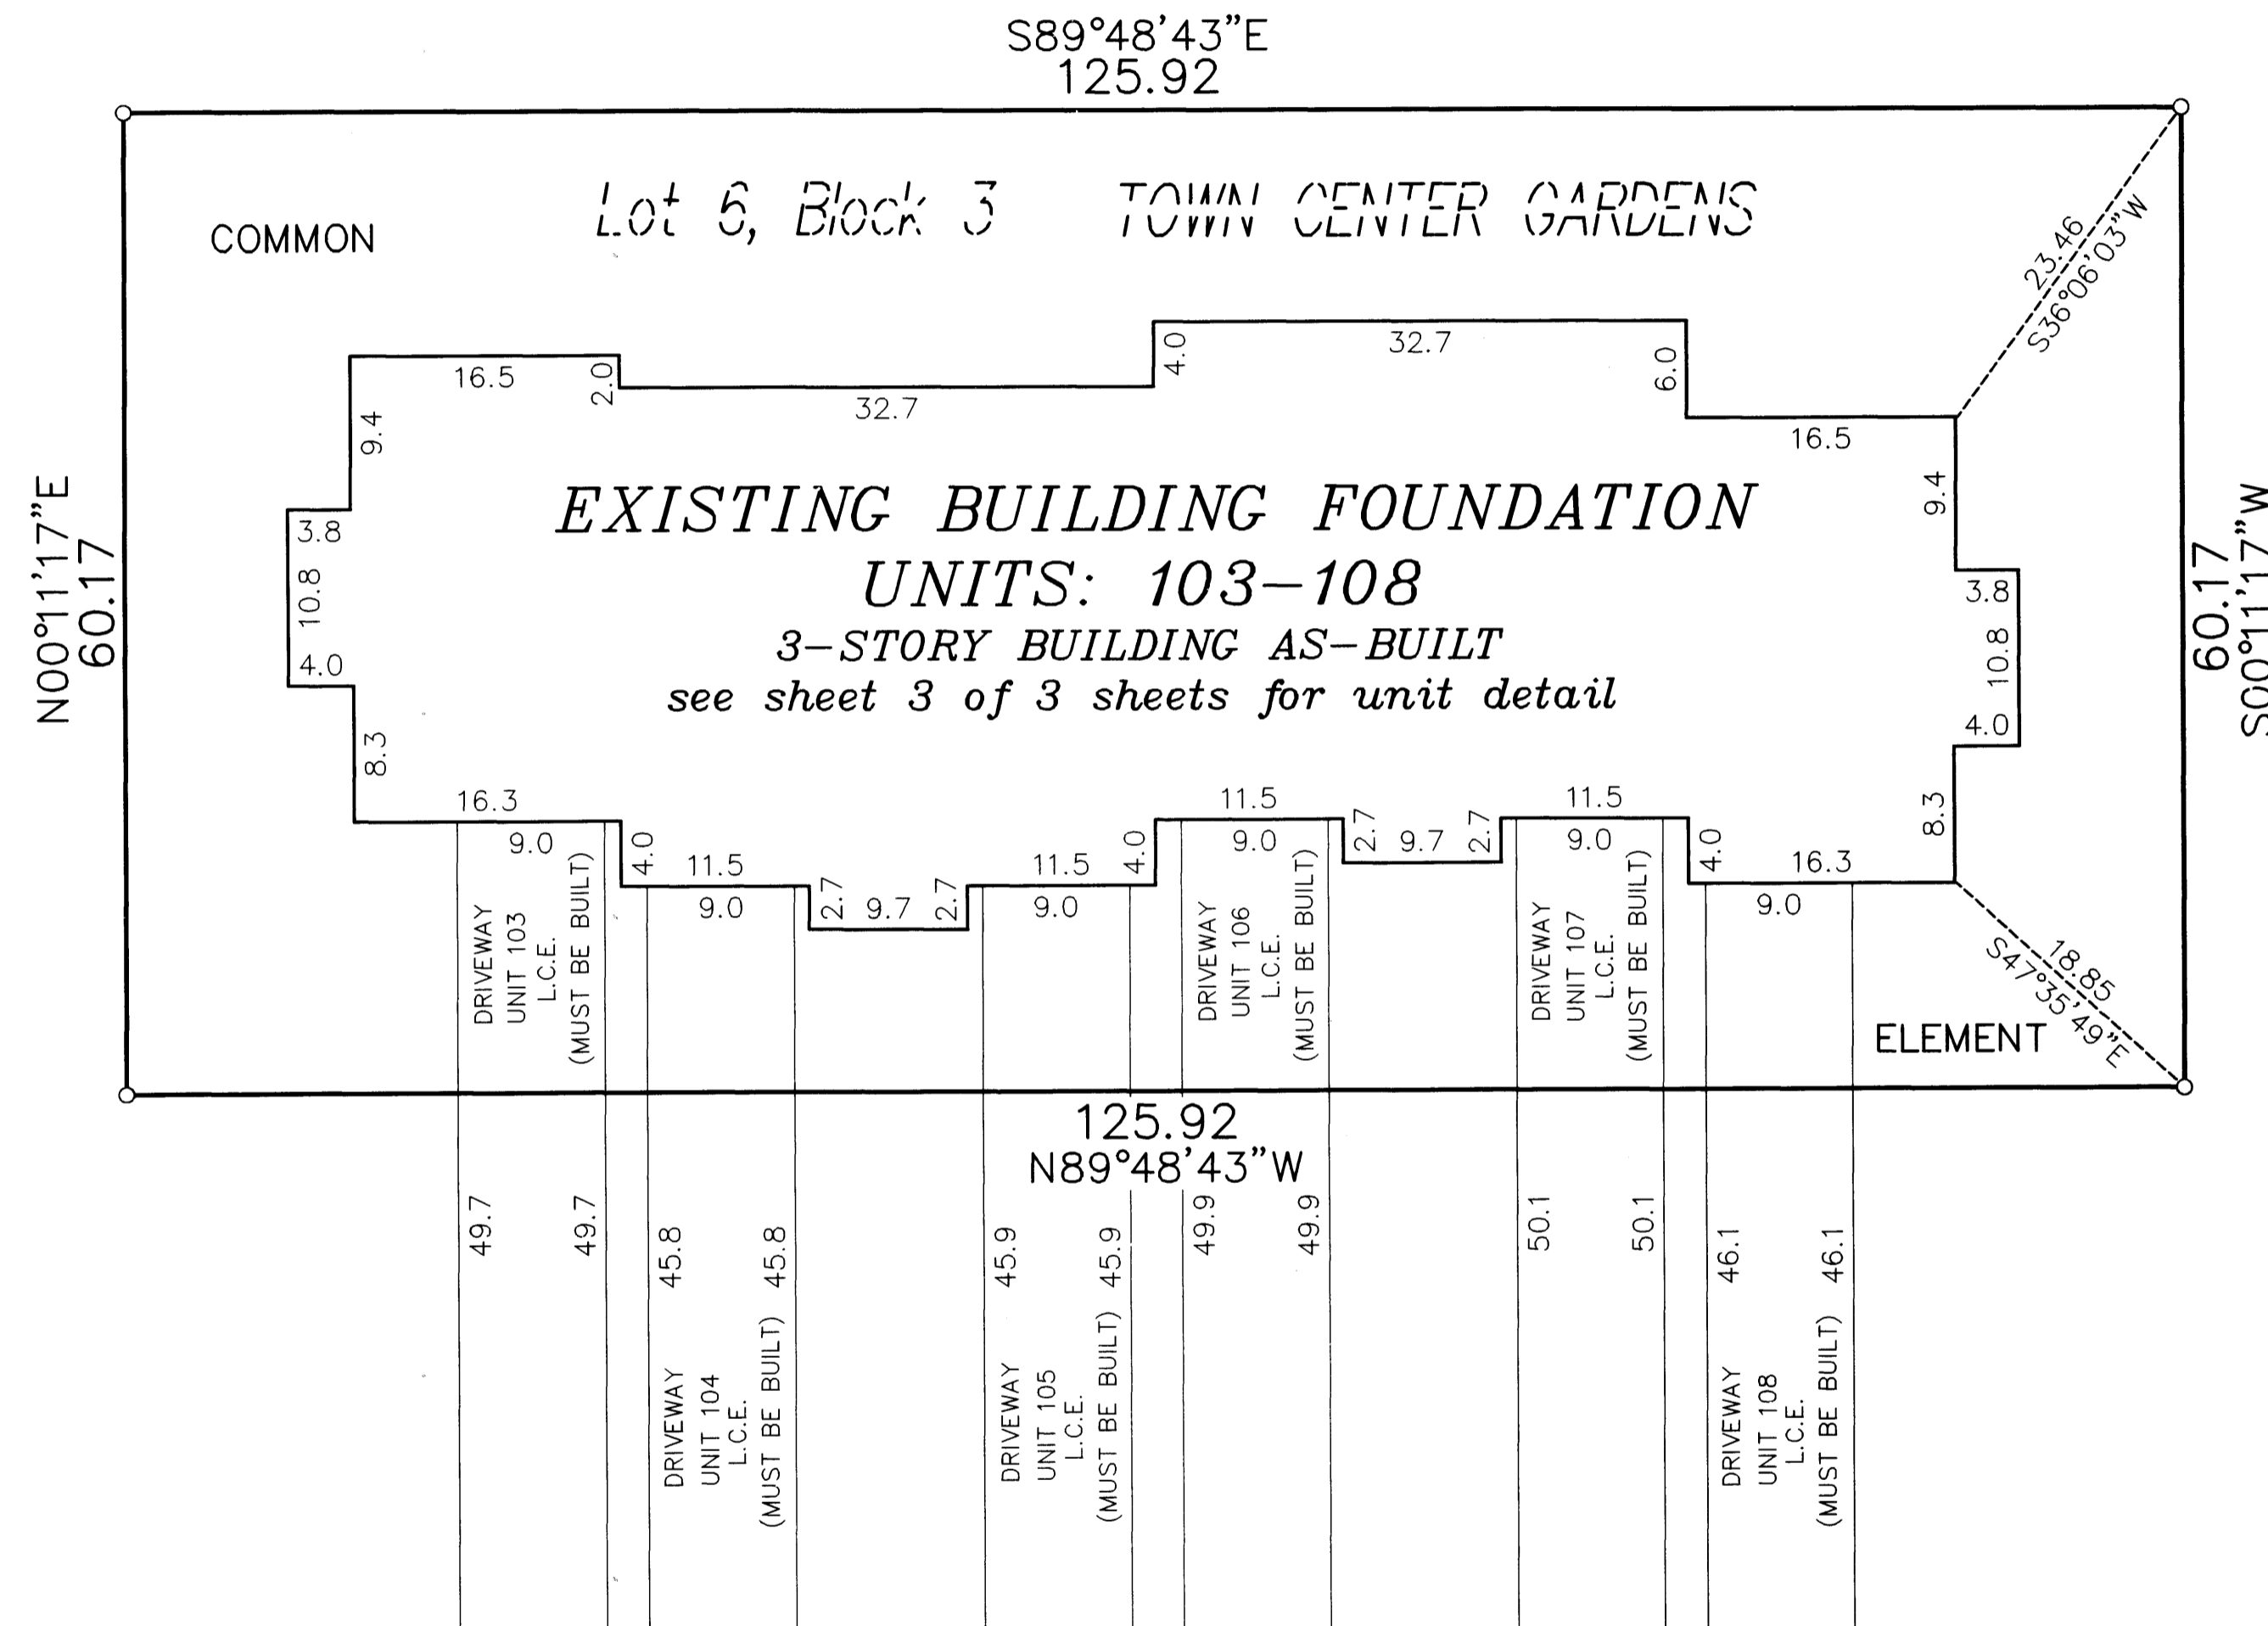 S89°48'43"E
125.92
Lot 6, Block 3 TOWN CENTER GARDENS
COMMON
23.46
S36°06'03"W
32.7
4.0
6.0
16.5
2.0
32.7
16.5
9.4
9.4
EXISTING BUILDING FOUNDATION
UNITS: 103-108
3-STORY BUILDING AS-BUILT
see sheet 3 of 3 sheets for unit detail
N00°11'17"E
60.17
60.17
S00°11'17"W
3.8
10.8
4.0
8.3
3.8
10.8
4.0
8.3
16.3
9.0
4.0
11.5
9.0
2.7
9.7
2.7
11.5
9.0
4.0
11.5
9.0
2.7
9.7
2.7
11.5
9.0
4.0
16.3
9.0
18.85
S47°35'49"E
ELEMENT
DRIVEWAY
UNIT 103
L.C.E.
(MUST BE BUILT)
DRIVEWAY
UNIT 106
L.C.E.
(MUST BE BUILT)
DRIVEWAY
UNIT 107
L.C.E.
(MUST BE BUILT)
125.92
N89°48'43"W
49.7
49.7
45.8
45.8
45.9
45.9
49.9
49.9
50.1
50.1
46.1
46.1
DRIVEWAY
UNIT 104
L.C.E.
(MUST BE BUILT)
DRIVEWAY
UNIT 105
L.C.E.
(MUST BE BUILT)
DRIVEWAY
UNIT 108
L.C.E.
(MUST BE BUILT)